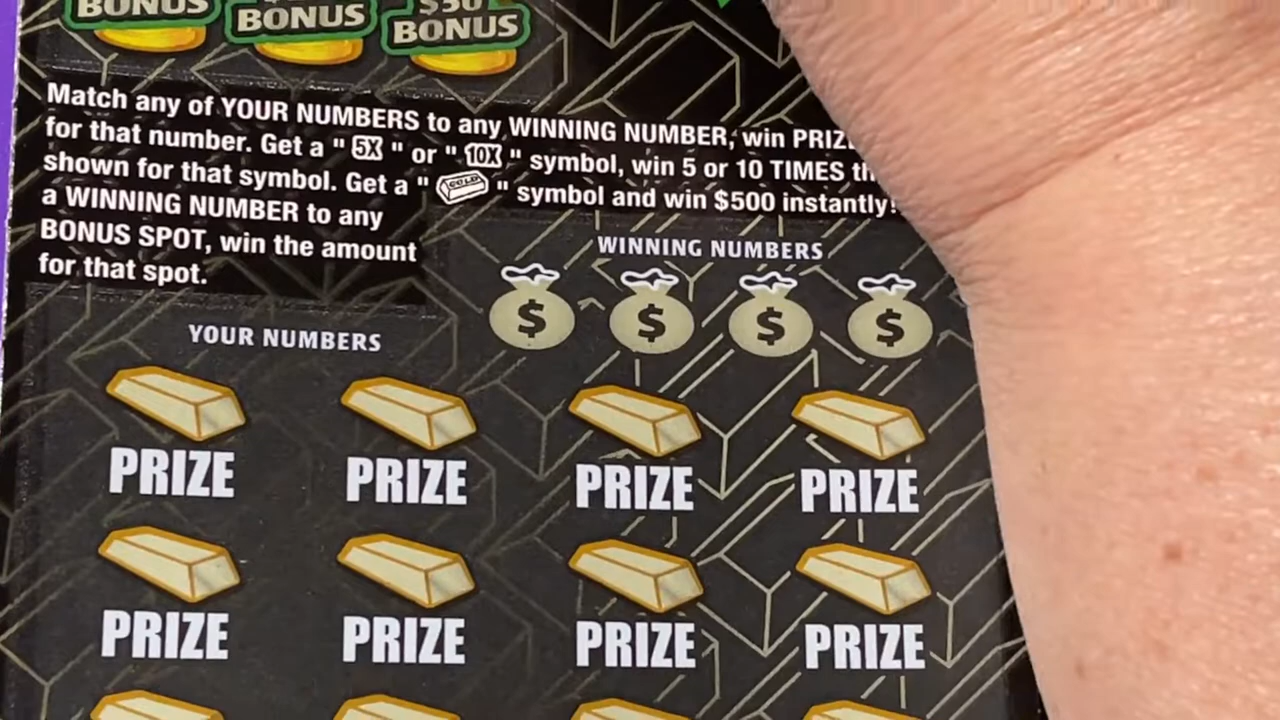 BONUS
BONUS
$50
BONUS
Match any of YOUR NUMBERS to any WINNING NUMBER, win
for that number. Get a " 5X " or " 10X " symbol, win 5 or 10 TIMES
shown for that symbol. Get a " GOLD " symbol and win $500 instantly!
a WINNING NUMBER to any
BONUS SPOT, win the amount
for that spot.
WINNING NUMBERS
$ $ $ $
YOUR NUMBERS
PRIZE PRIZE PRIZE PRIZE
PRIZE PRIZE PRIZE PRIZE